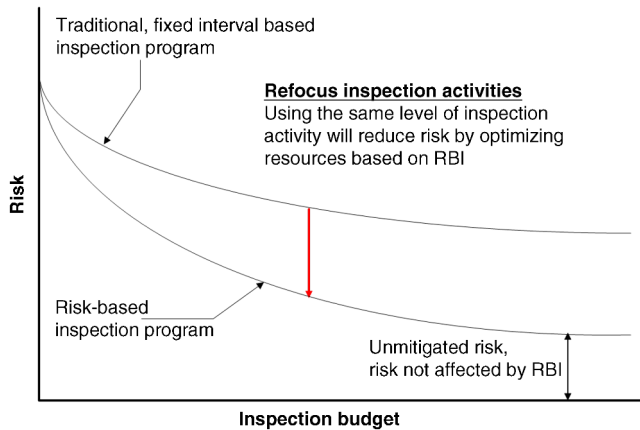 Traditional, fixed interval based
inspection program
Refocus inspection activities
Using the same level of inspection
activity will reduce risk by optimizing
resources based on RBI
Risk
Risk-based
inspection program
Unmitigated risk,
risk not affected by RBI
Inspection budget